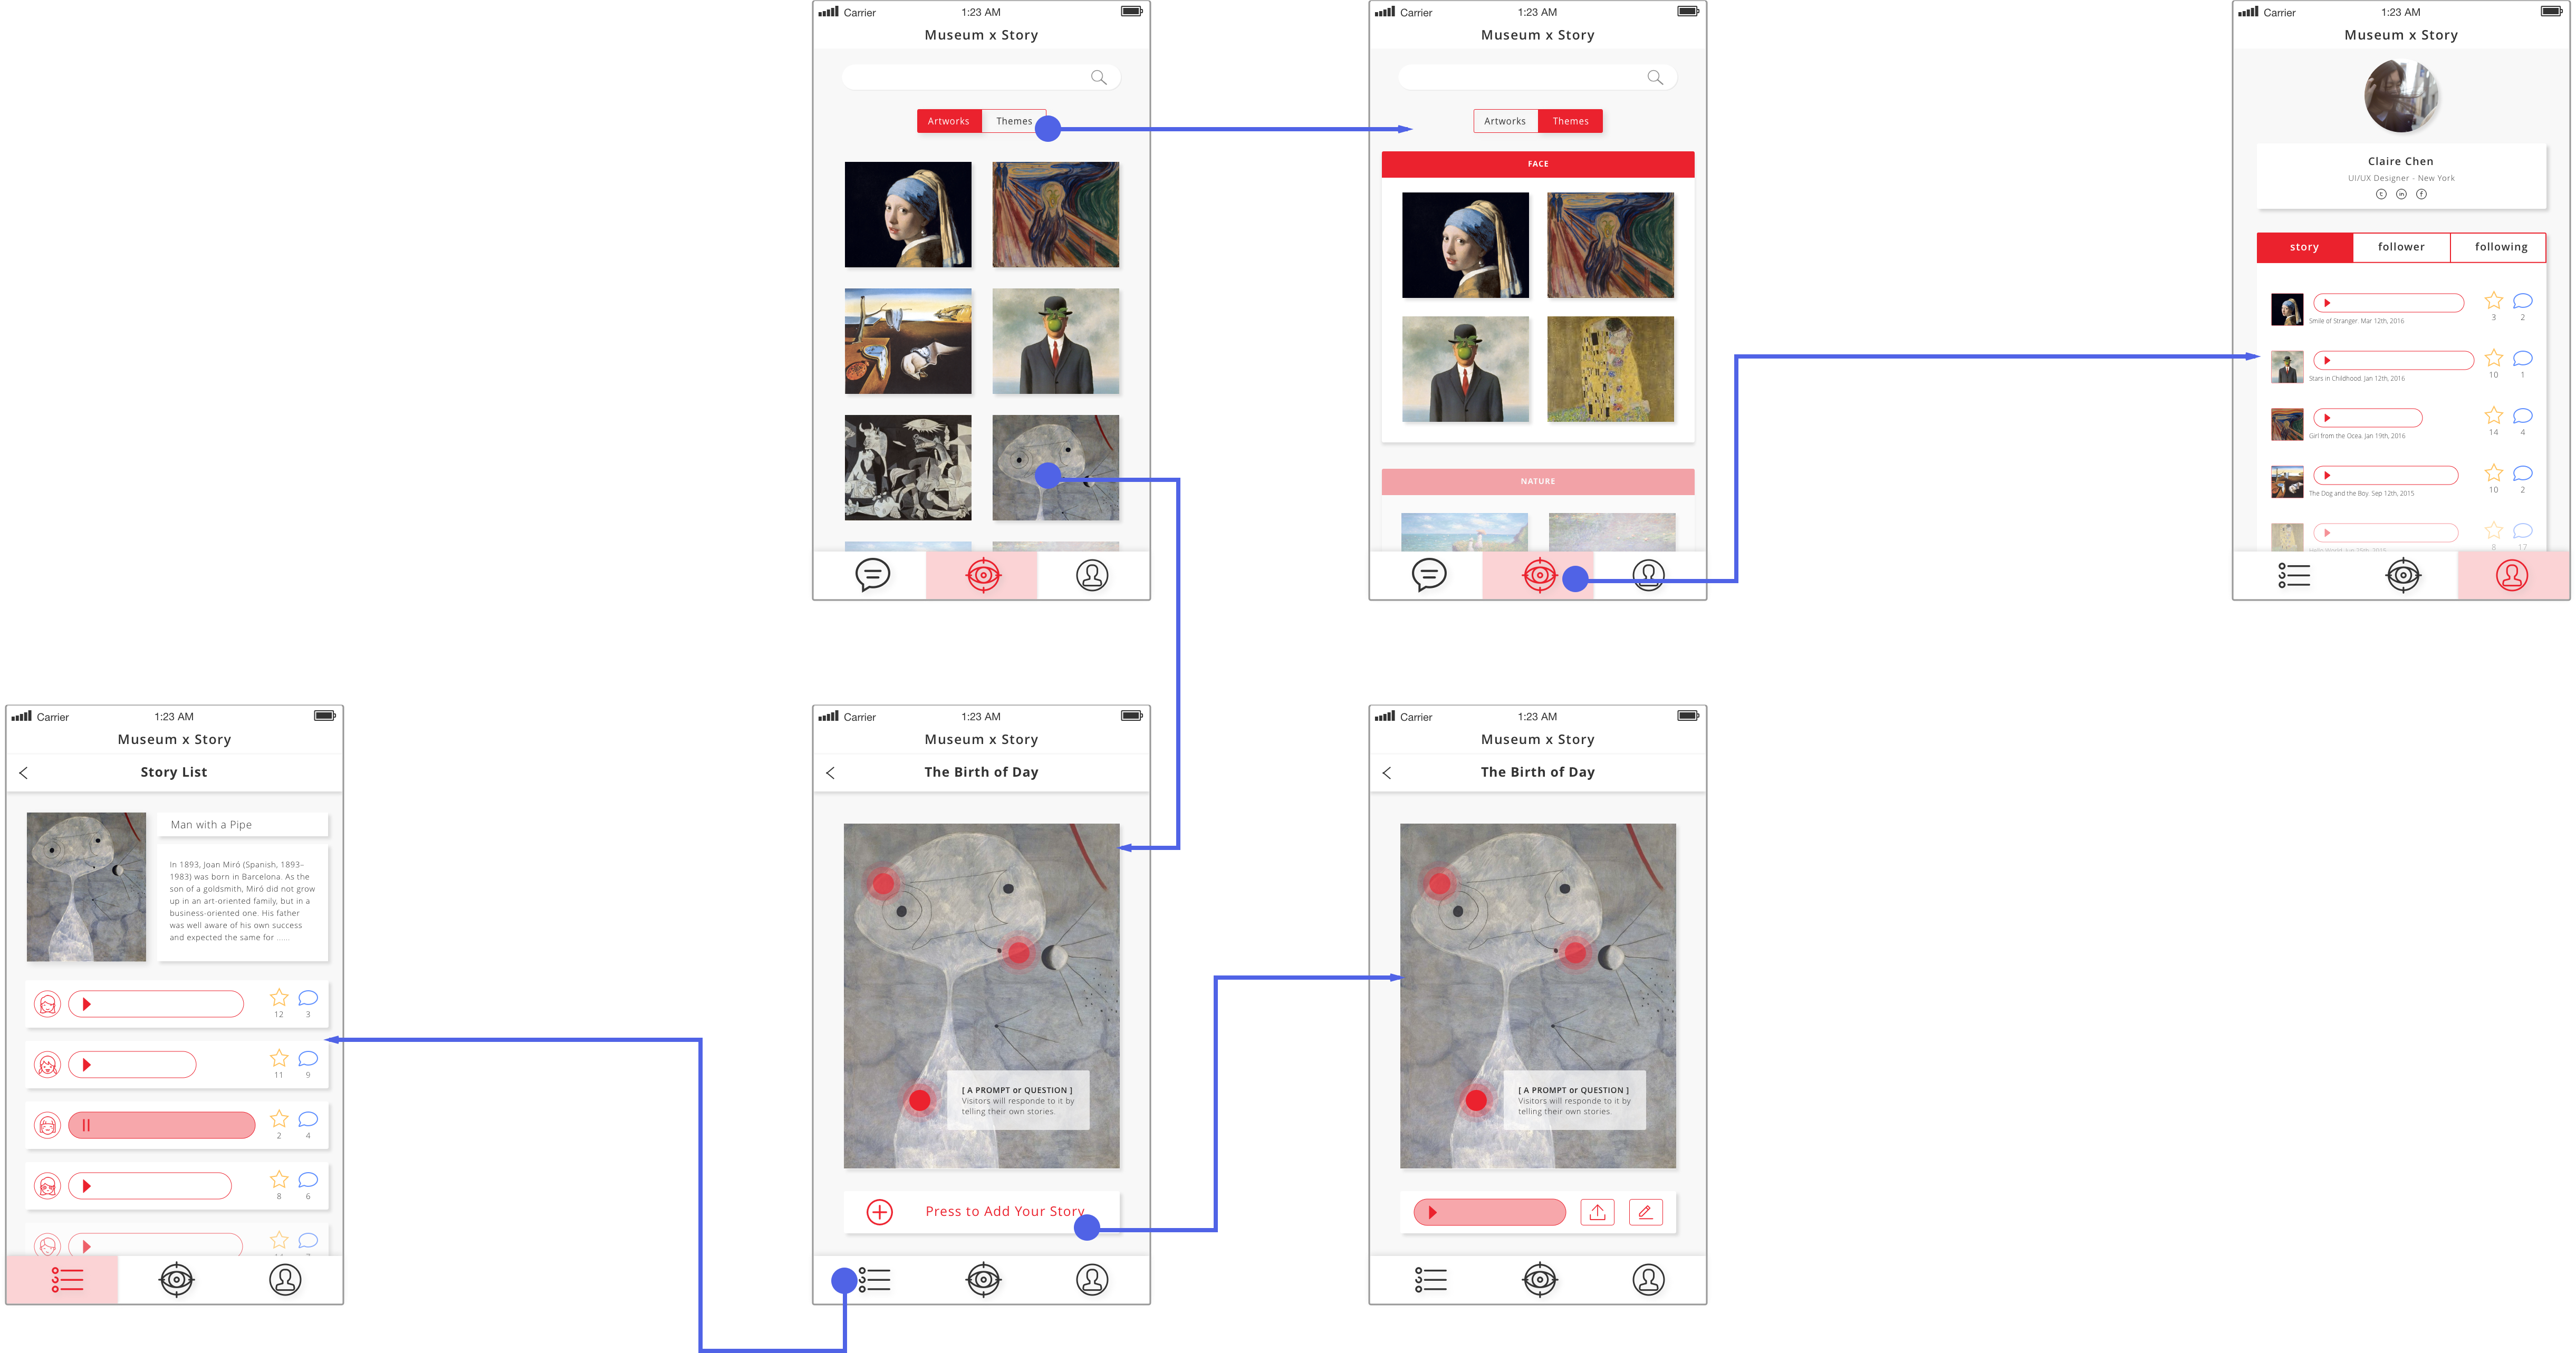 Carrier
1:23 AM
Museum x Story
Artworks
Themes
Carrier
1:23 AM
Museum x Story
Artworks
Themes
FACE
NATURE
Carrier
1:23 AM
Museum x Story
Claire Chen
UI/UX Designer - New York
story
follower
following
3
2
Smile of Stranger. Mar 12th, 2016
10
1
Stars in Childhood. Jan 12th, 2016
14
4
Girl from the Ocea. Jan 19th, 2016
10
2
The Dog and the Boy. Sep 12th, 2015
8
17
Carrier
1:23 AM
Museum x Story
Story List
Man with a Pipe
In 1893, Joan Miró (Spanish, 1893–
1983) was born in Barcelona. As the
son of a goldsmith, Miró did not grow
up in an art-oriented family, but in a
business-oriented one. His father
was well aware of his own success
and expected the same for ......
12
3
11
9
2
4
8
6
Carrier
1:23 AM
Museum x Story
The Birth of Day
[ A PROMPT or QUESTION ]
Visitors will responde to it by
telling their own stories.
Press to Add Your Story
Carrier
1:23 AM
Museum x Story
The Birth of Day
[ A PROMPT or QUESTION ]
Visitors will responde to it by
telling their own stories.